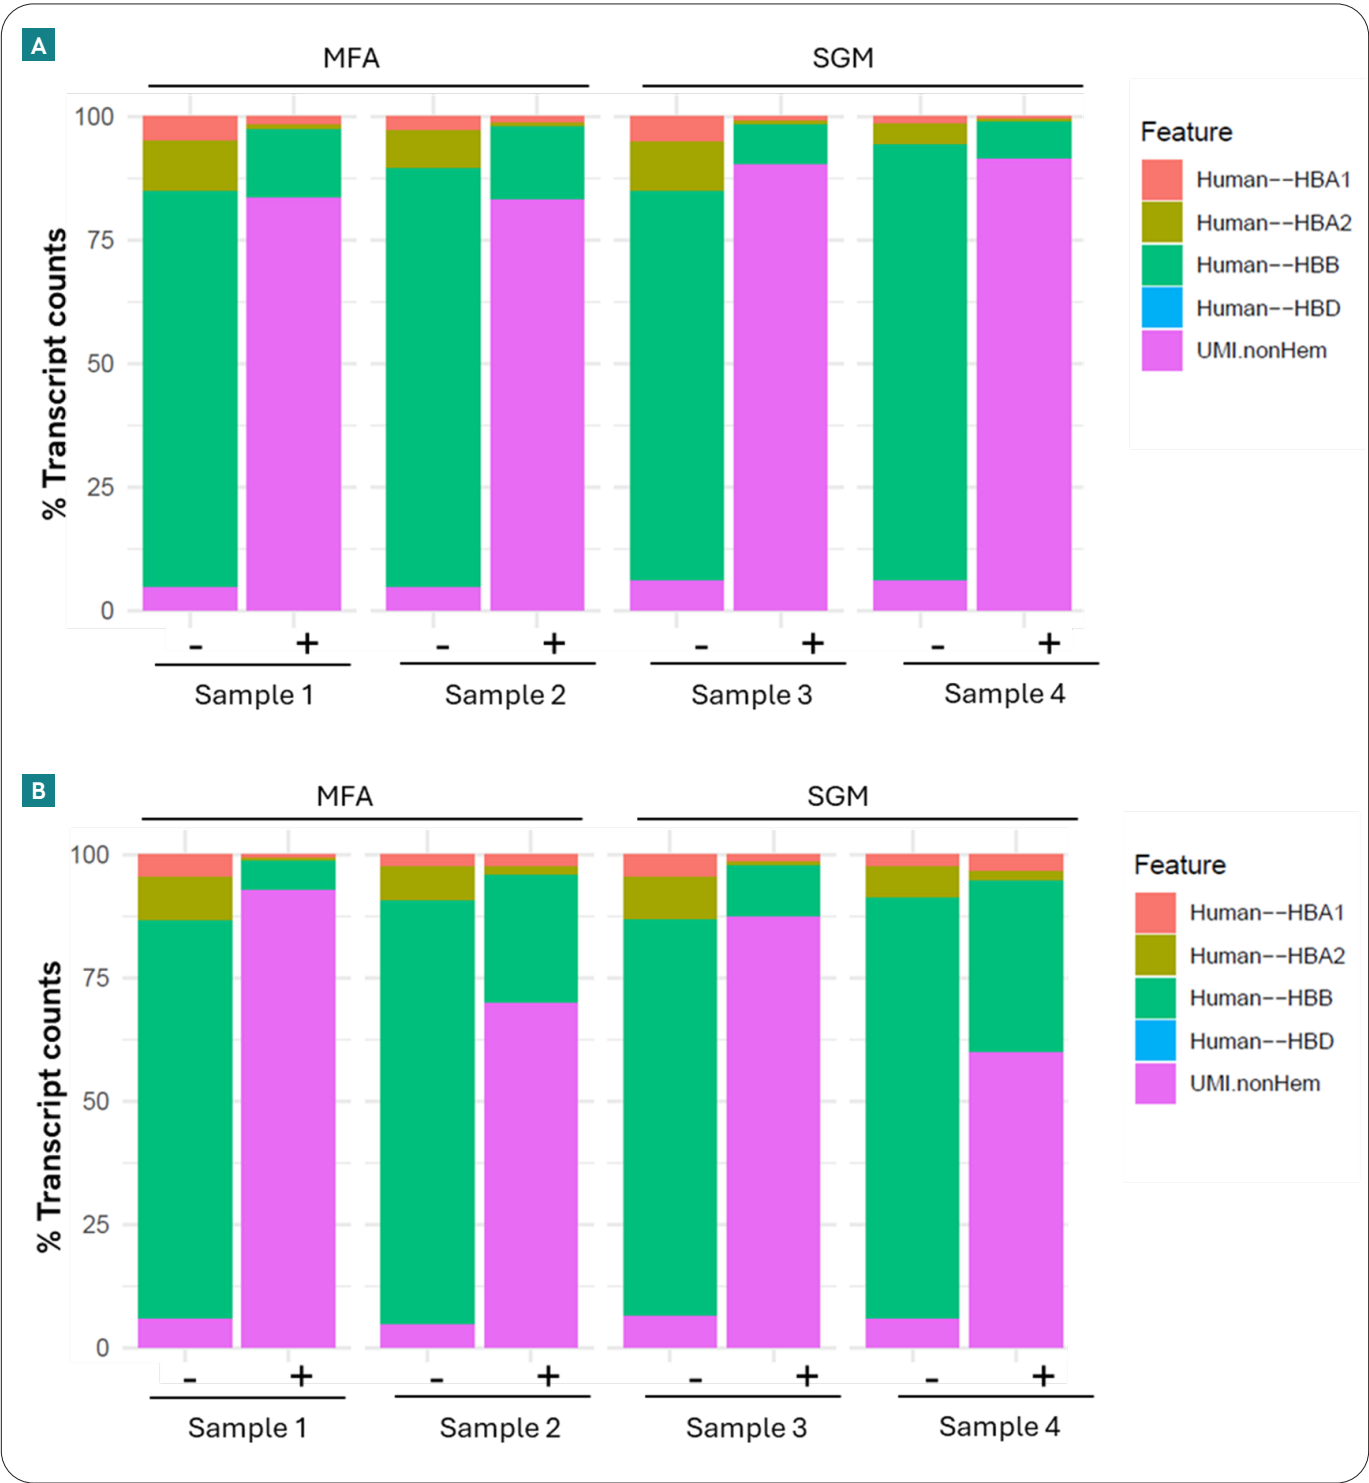 A
MFA SGM
100
75
50
25
0
% Transcript counts
Feature
Human--HBA1
Human--HBA2
Human--HBB
Human--HBD
UMI.nonHem
- + - + - + - +
Sample 1 Sample 2 Sample 3 Sample 4
B
MFA SGM
100
75
50
25
0
% Transcript counts
Feature
Human--HBA1
Human--HBA2
Human--HBB
Human--HBD
UMI.nonHem
- + - + - + - +
Sample 1 Sample 2 Sample 3 Sample 4